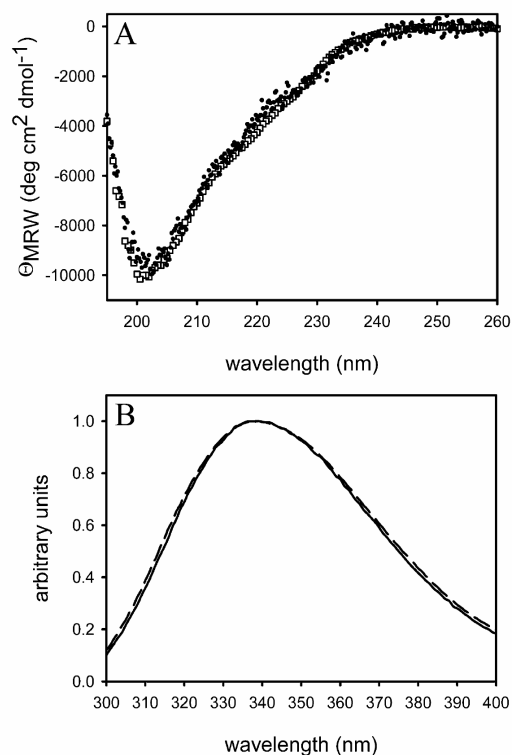 A
0
-2000
-4000
-6000
-8000
-10000
ΘMRW (deg cm2 dmol-1)
200 210 220 230 240 250 260
wavelength (nm)
B
1.0
0.8
0.6
0.4
0.2
0.0
arbitrary units
300 310 320 330 340 350 360 370 380 390 400
wavelength (nm)